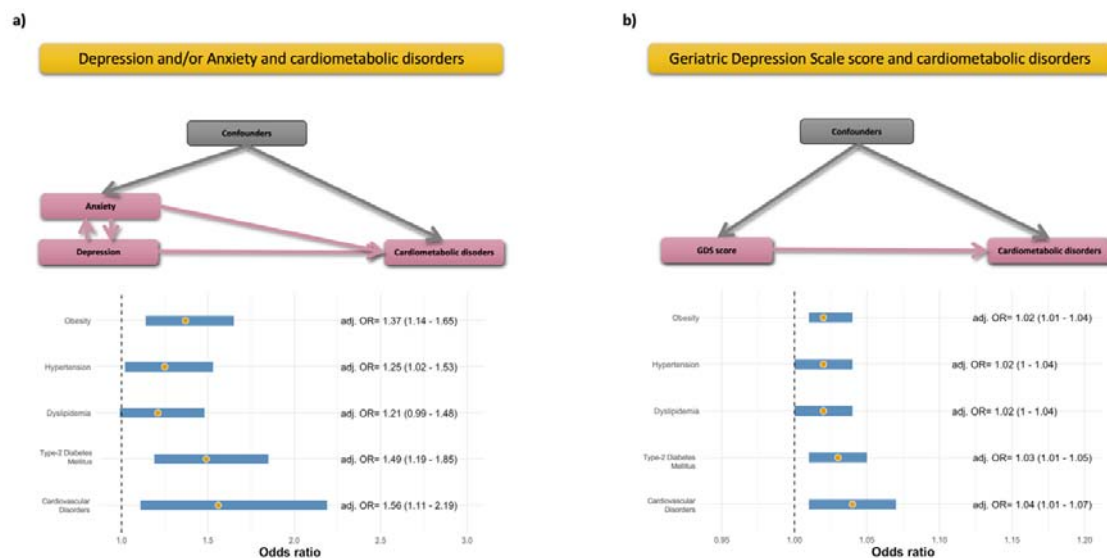 a)
Depression and/or Anxiety and cardiometabolic disorders
Confounders
Anxiety
Depression
Cardiometabolic disoders
Obesity
adj. OR= 1.37 (1.14 - 1.65)
Hypertension
adj. OR= 1.25 (1.02 - 1.53)
Dyslipidemia
adj. OR= 1.21 (0.99 - 1.48)
Type-2 Diabetes
Mellitus
adj. OR= 1.49 (1.19 - 1.85)
Cardiovascular
Disorders
adj. OR= 1.56 (1.11 - 2.19)
1.0 1.5 2.0 2.5 3.0
Odds ratio
b)
Geriatric Depression Scale score and cardiometabolic disorders
Confounders
GDS score
Cardiometabolic disorders
Obesity
adj. OR= 1.02 (1.01 - 1.04)
Hypertension
adj. OR= 1.02 (1 - 1.04)
Dyslipidemia
adj. OR= 1.02 (1 - 1.04)
Type-2 Diabetes
Mellitus
adj. OR= 1.03 (1.01 - 1.05)
Cardiovascular
Disorders
adj. OR= 1.04 (1.01 - 1.07)
0.95 1.00 1.05 1.10 1.15 1.20
Odds ratio